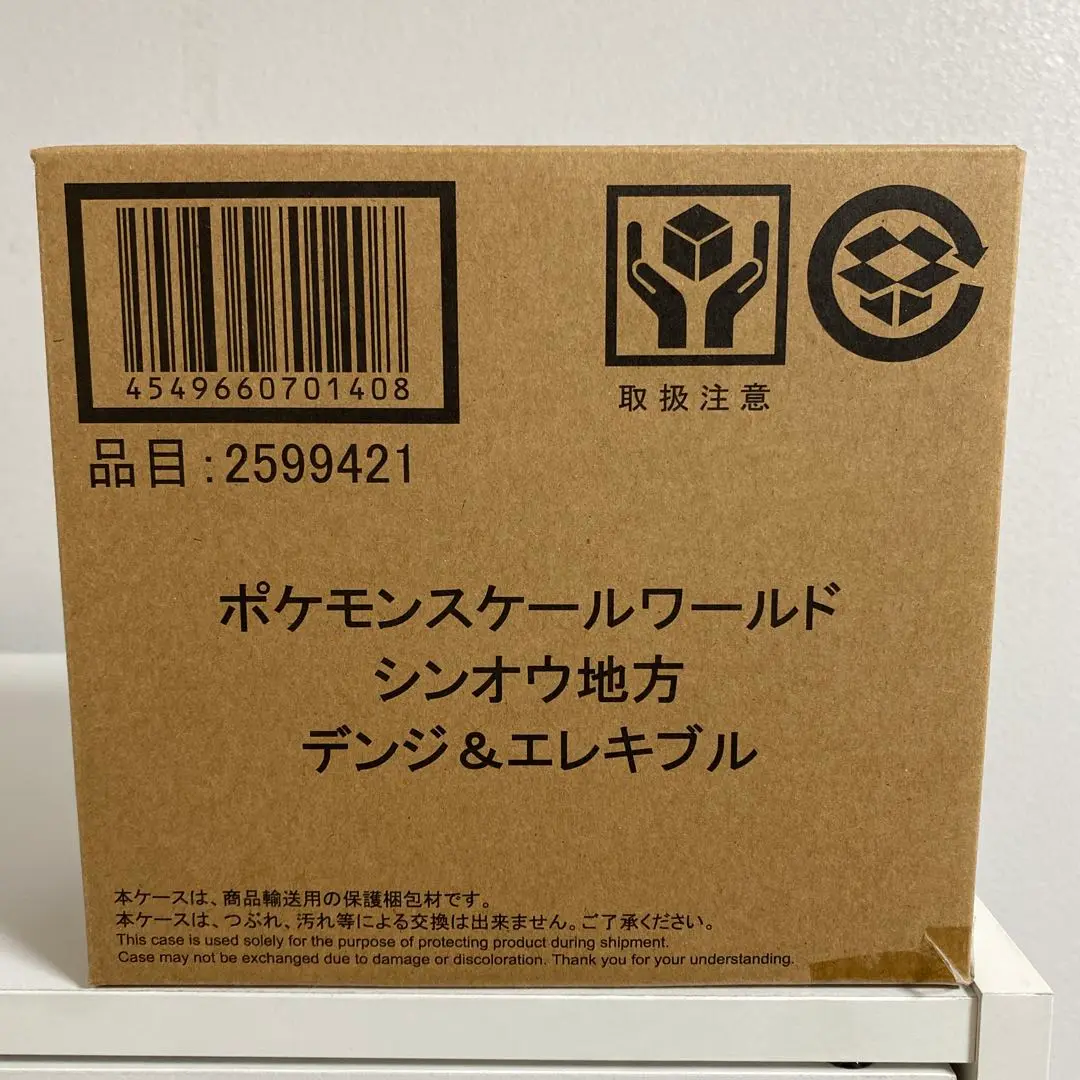 4549660701408
取扱注意
品目:2599421
ポケモンスケールワールド
シンオウ地方
デンジ&エレキブル
本ケースは、商品輸送用の保護梱包材です。
本ケースは、つぶれ、汚れ等による交換は出来ません。ご了承ください。
This case is used solely for the purpose of protecting product during shipment.
Case may not be exchanged due to damage or discoloration. Thank you for your understanding.